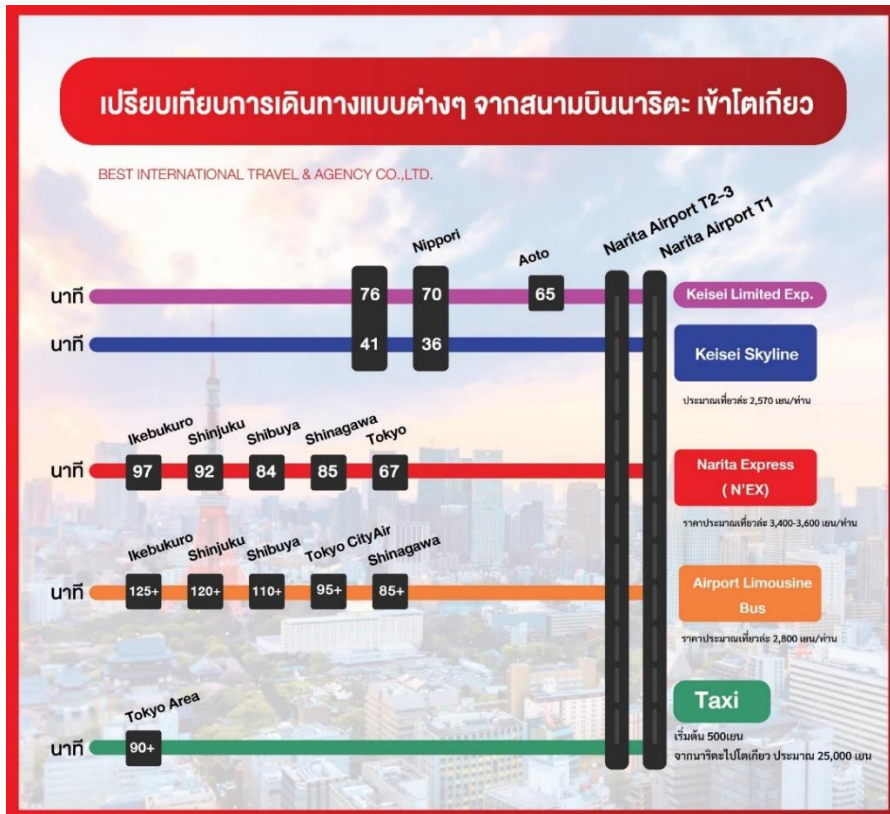 เปรียบเทียบการเดินทางแบบต่างๆ จากสนามบินนาริตะ เข้าโตเกียว
BEST INTERNATIONAL TRAVEL & AGENCY CO.,LTD.
Nippori
Aoto
Narita Airport T2-3
Narita Airport T1
นาที 76 70 65 Keisei Limited Exp.
นาที 41 36 Keisei Skyline
ประมาณเที่ยวล่ะ 2,570 เยน/ท่าน
Ikebukuro Shinjuku Shibuya Shinagawa Tokyo
นาที 97 92 84 85 67 Narita Express
( N'EX)
ราคาประมาณเที่ยวล่ะ 3,400-3,600 เยน/ท่าน
Ikebukuro Shinjuku Shibuya Tokyo CityAir Shinagawa
นาที 125+ 120+ 110+ 95+ 85+ Airport Limousine
Bus
ราคาประมาณเที่ยวล่ะ 2,800 เยน/ท่าน
Tokyo Area
นาที 90+ Taxi
เริ่มต้น 500เยน
จากนาริตะไปโตเกียว ประมาณ 25,000 เยน